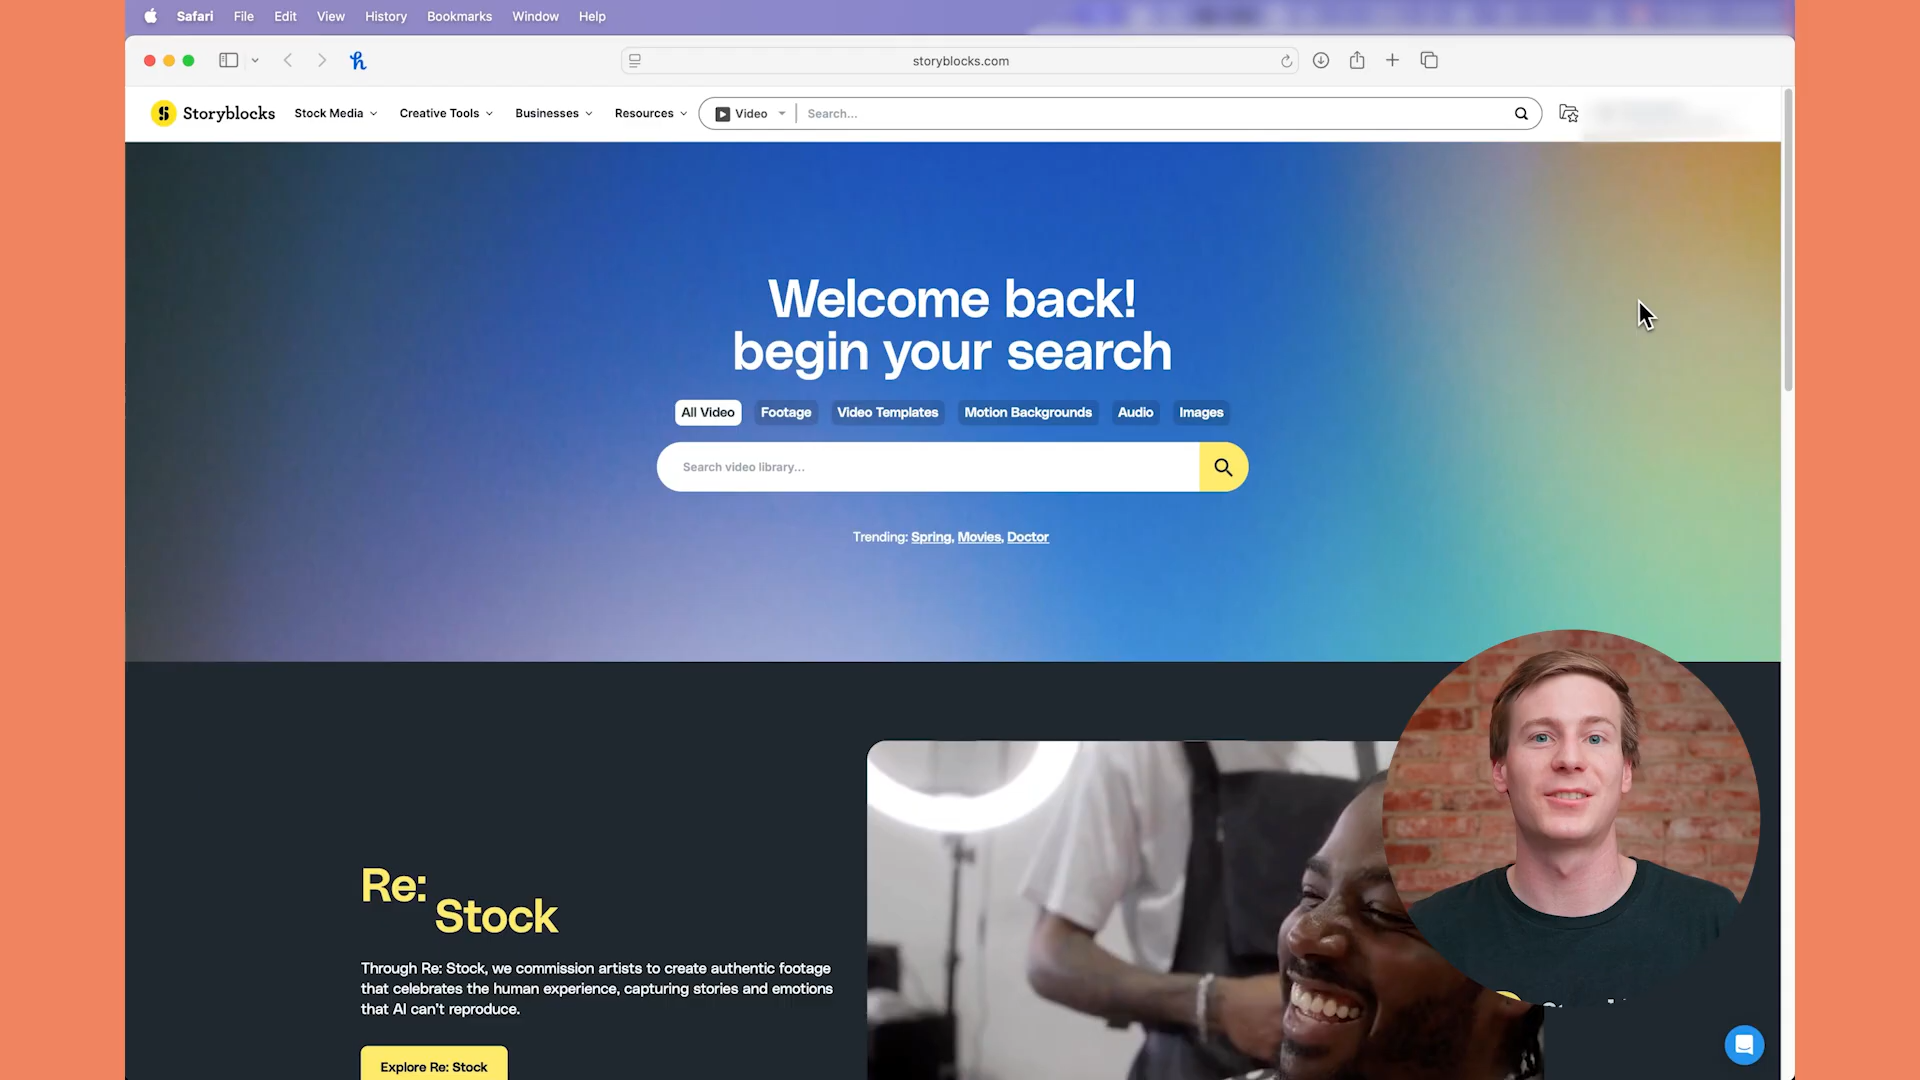 Safari File Edit View History Bookmarks Window Help
storyblocks.com
Storyblocks Stock Media Creative Tools Businesses Resources Video Search...
Welcome back!
begin your search
All Video Footage Video Templates Motion Backgrounds Audio Images
Search video library...
Trending: Spring, Movies, Doctor
Re:
Stock
Through Re: Stock, we commission artists to create authentic footage
that celebrates the human experience, capturing stories and emotions
that AI can't reproduce.
Explore Re: Stock